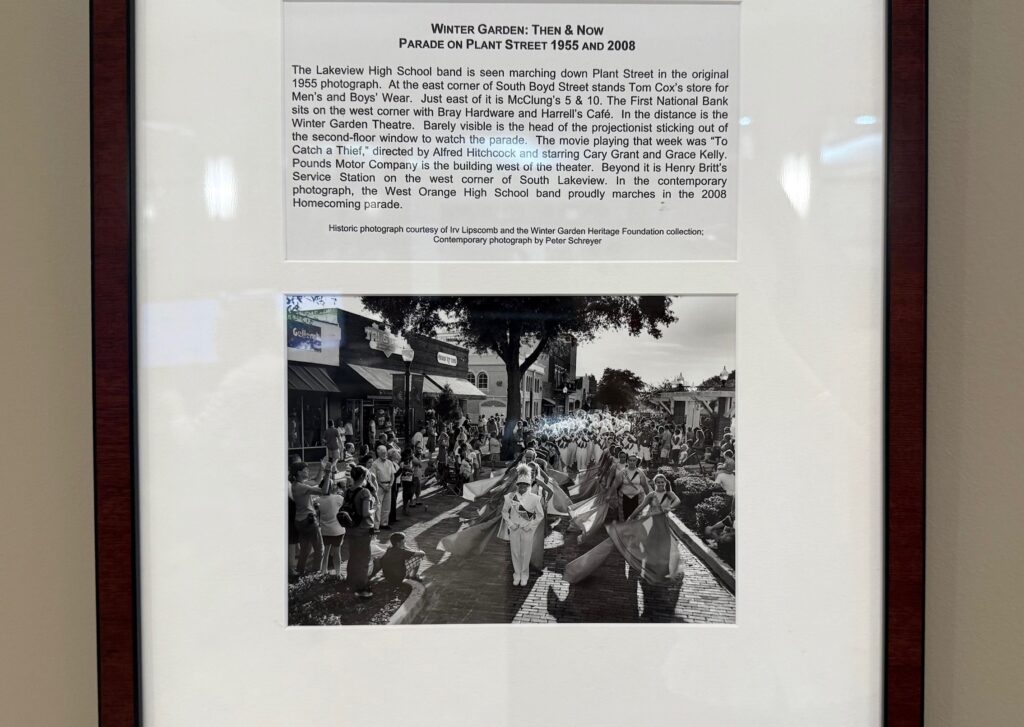 WINTER GARDEN: THEN & NOW
PARADE ON PLANT STREET 1955 AND 2008
The Lakeview High School band is seen marching down Plant Street in the original
1955 photograph. At the east corner of South Boyd Street stands Tom Cox's store for
Men's and Boys' Wear. Just east of it is McClung's 5 & 10. The First National Bank
sits on the west corner with Bray Hardware and Harrell's Café. In the distance is the
Winter Garden Theatre. Barely visible is the head of the projectionist sticking out of
the second-floor window to watch the parade. The movie playing that week was "To
Catch a Thief," directed by Alfred Hitchcock and starring Cary Grant and Grace Kelly.
Pounds Motor Company is the building west of the theater. Beyond it is Henry Britt's
Service Station on the west corner of South Lakeview. In the contemporary
photograph, the West Orange High School band proudly marches in the 2008
Homecoming parade.
Historic photograph courtesy of Irv Lipscomb and the Winter Garden Heritage Foundation collection;
Contemporary photograph by Peter Schreyer